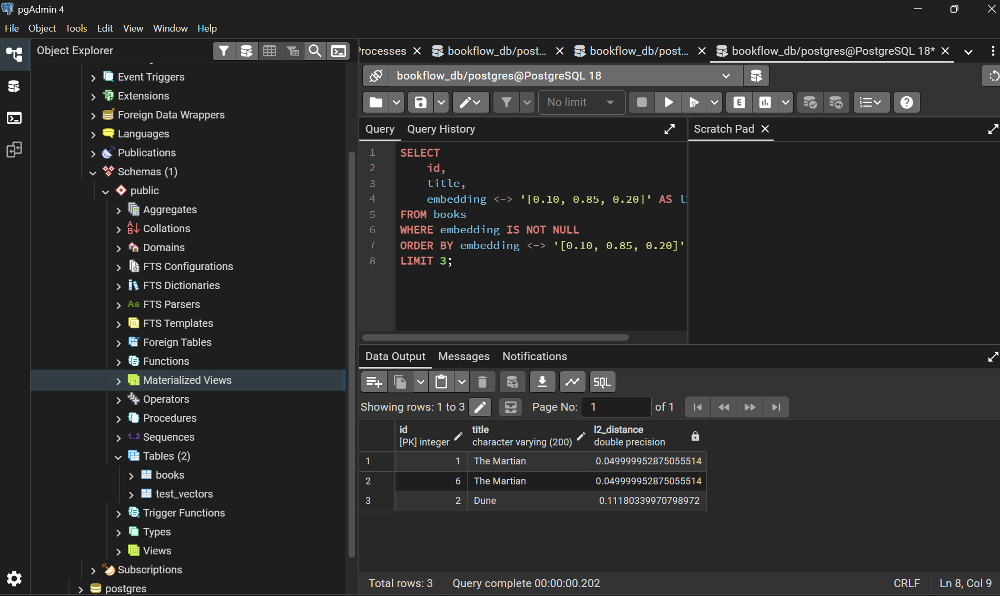 pgAdmin 4
File Object Tools Edit View Window Help
Object Explorer
rocesses
bookflow_db/post...
bookflow_db/post...
bookflow_db/postgres@PostgreSQL 18*
Event Triggers
Extensions
Foreign Data Wrappers
Languages
Publications
Schemas (1)
public
Aggregates
Collations
Domains
FTS Configurations
FTS Dictionaries
Aa FTS Parsers
FTS Templates
Foreign Tables
Functions
Materialized Views
Operators
Procedures
1..3 Sequences
Tables (2)
books
test_vectors
Trigger Functions
Types
Views
Subscriptions
postgres
bookflow_db/postgres@PostgreSQL 18
No limit
E
Query Query History
Scratch Pad
1 SELECT
2 id,
3 title,
4 embedding <-> '[0.10, 0.85, 0.20]' AS l
5 FROM books
6 WHERE embedding IS NOT NULL
7 ORDER BY embedding <-> '[0.10, 0.85, 0.20]'
8 LIMIT 3;
Data Output Messages Notifications
SQL
Showing rows: 1 to 3 Page No: 1 of 1
id title l2_distance
[PK] integer character varying (200) double precision
1 1 The Martian 0.049999952875055514
2 6 The Martian 0.049999952875055514
3 2 Dune 0.11180339970798972
Total rows: 3 Query complete 00:00:00.202 CRLF Ln 8, Col 9